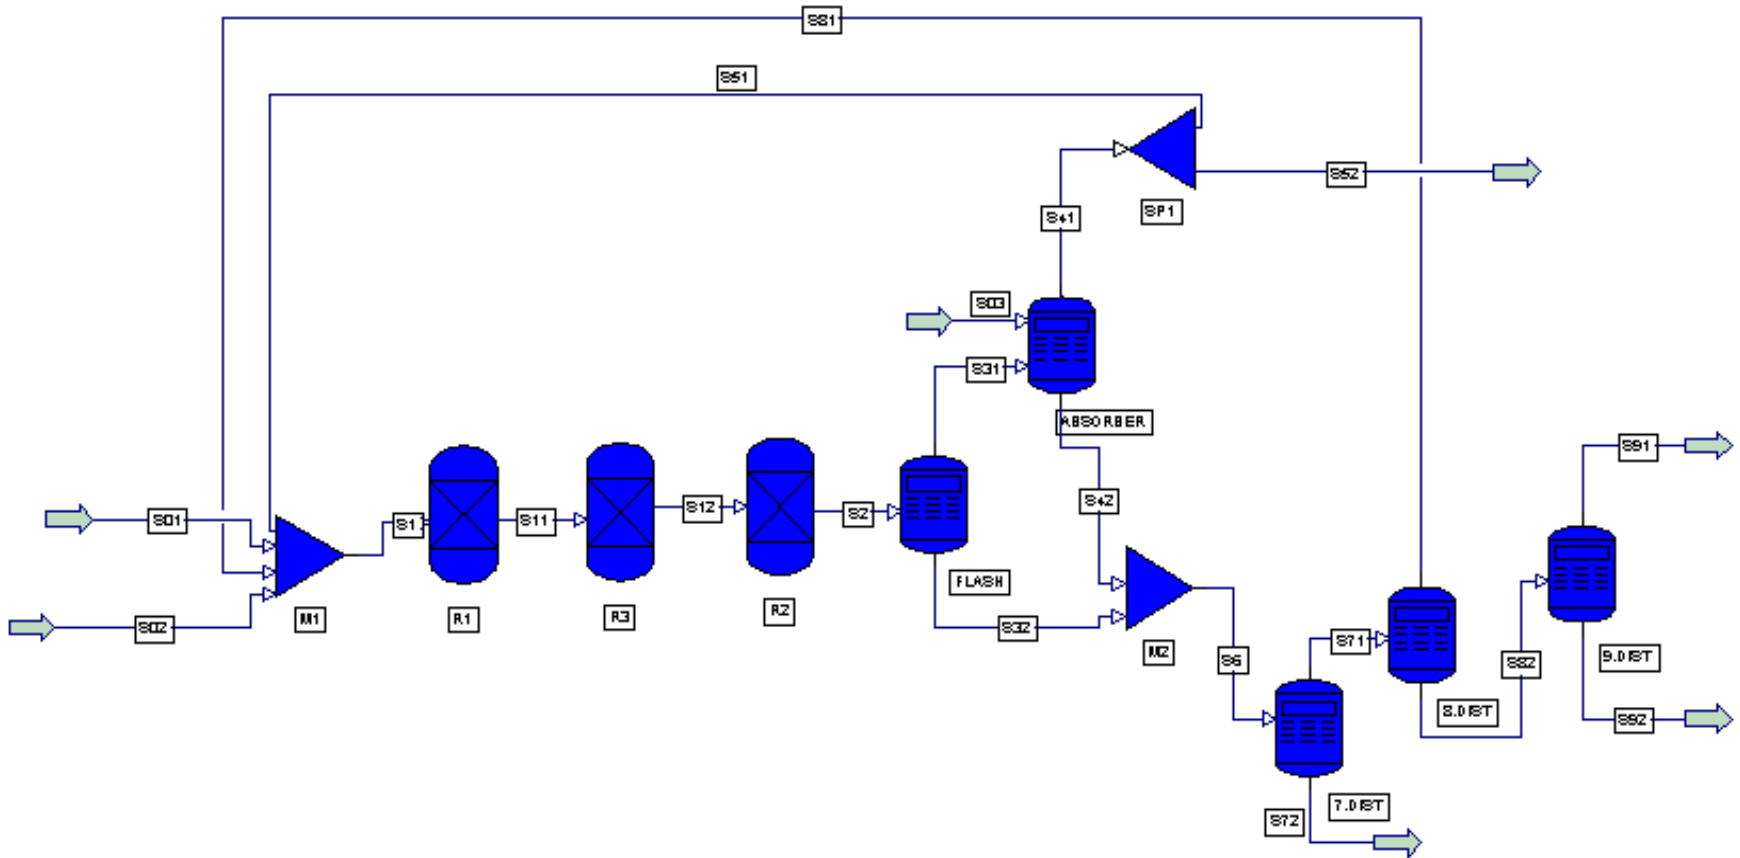 S81
S51
S52
S41
SP1
S03
S31
ABSORBER
S91
S42
S12
S2
S01
S11
S1
FLASH
R2
R3
R1
M1
S02
S32
M2
S6
S71
S82
9.DIST
8.DIST
S92
7.DIST
S72